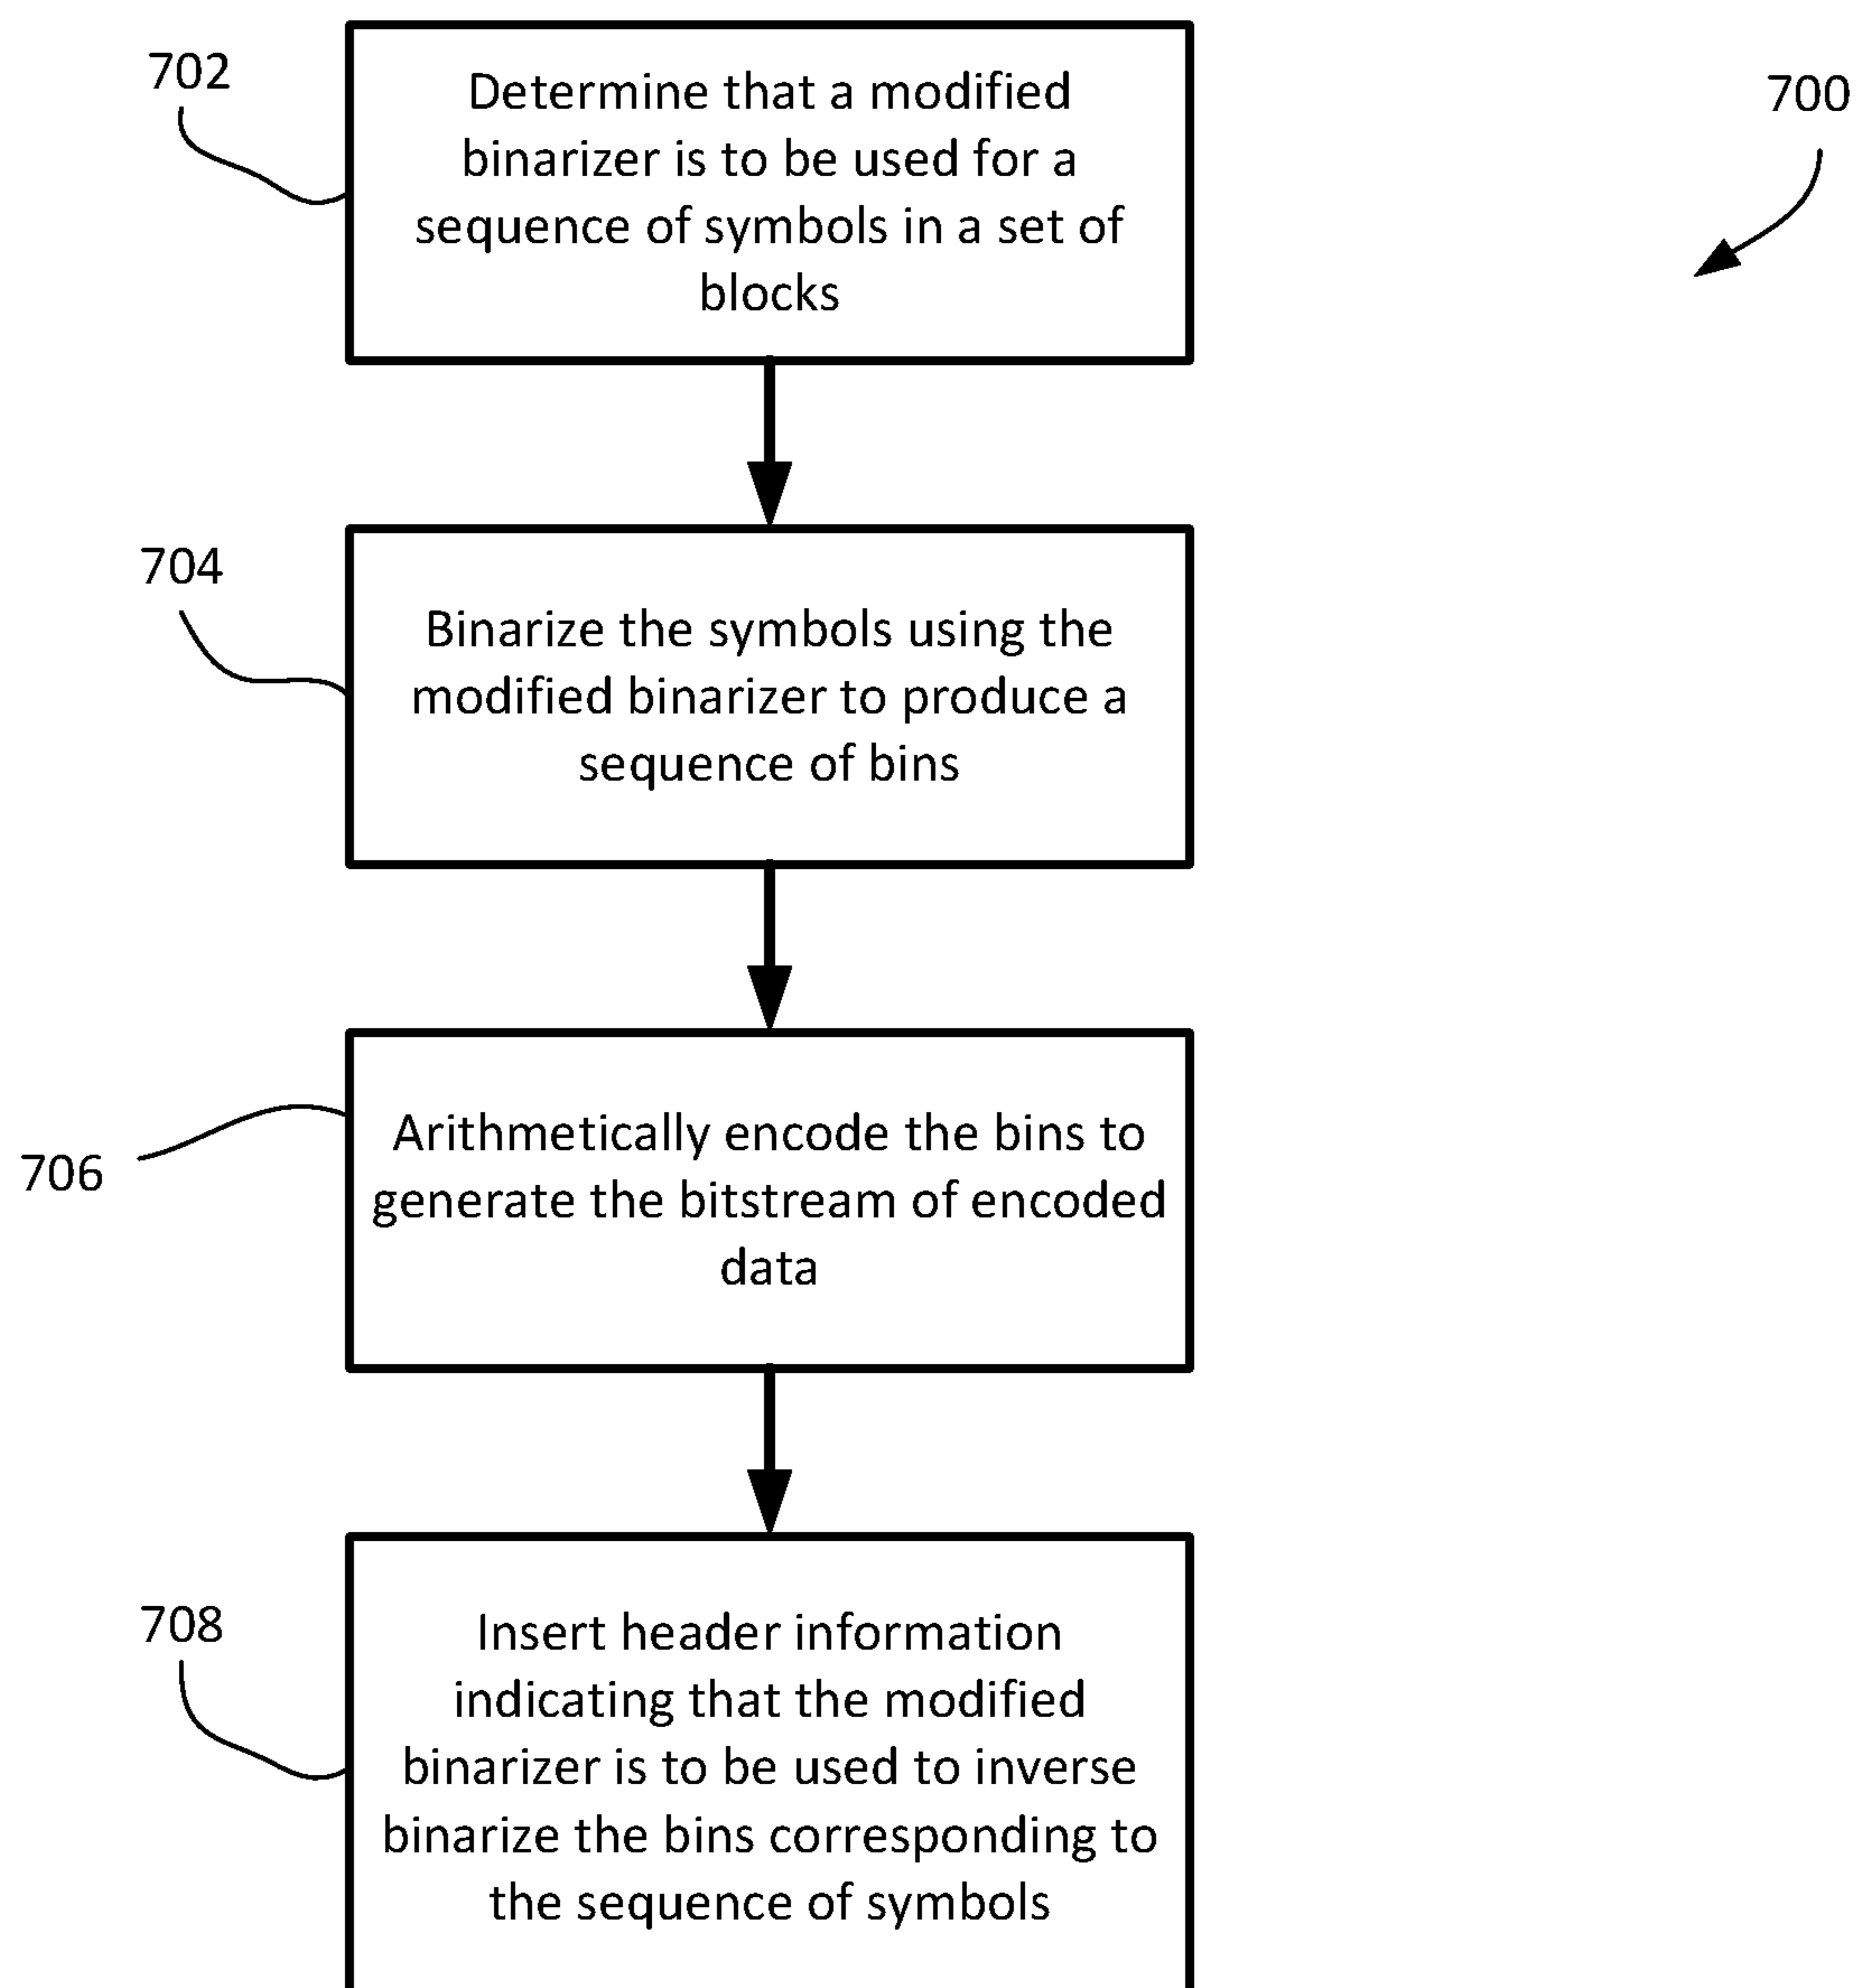 702
700
Determine that a modified
binarizer is to be used for a
sequence of symbols in a set of
blocks
704
Binarize the symbols using the
modified binarizer to produce a
sequence of bins
706
Arithmetically encode the bins to
generate the bitstream of encoded
data
708
Insert header information
indicating that the modified
binarizer is to be used to inverse
binarize the bins corresponding to
the sequence of symbols